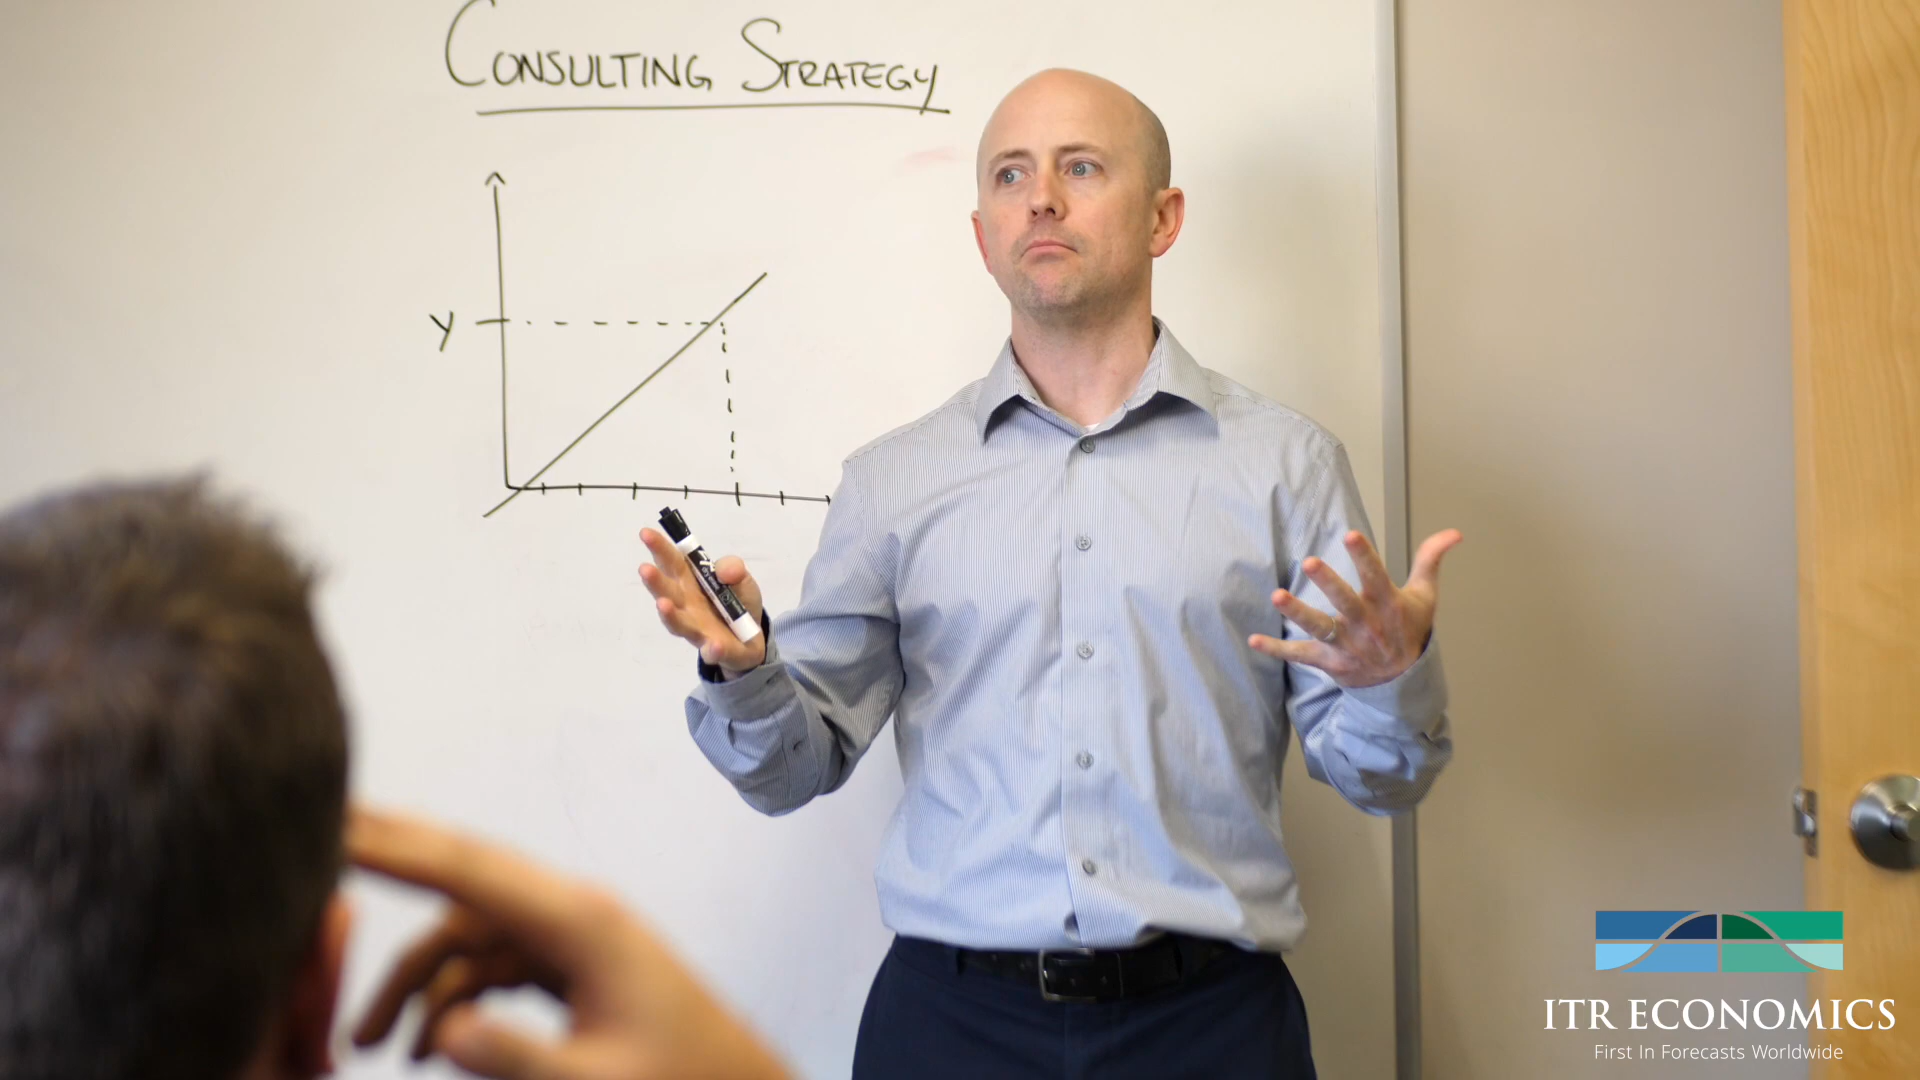 CONSULTING STRATEGY
Y
ITR ECONOMICS
First In Forecasts Worldwide